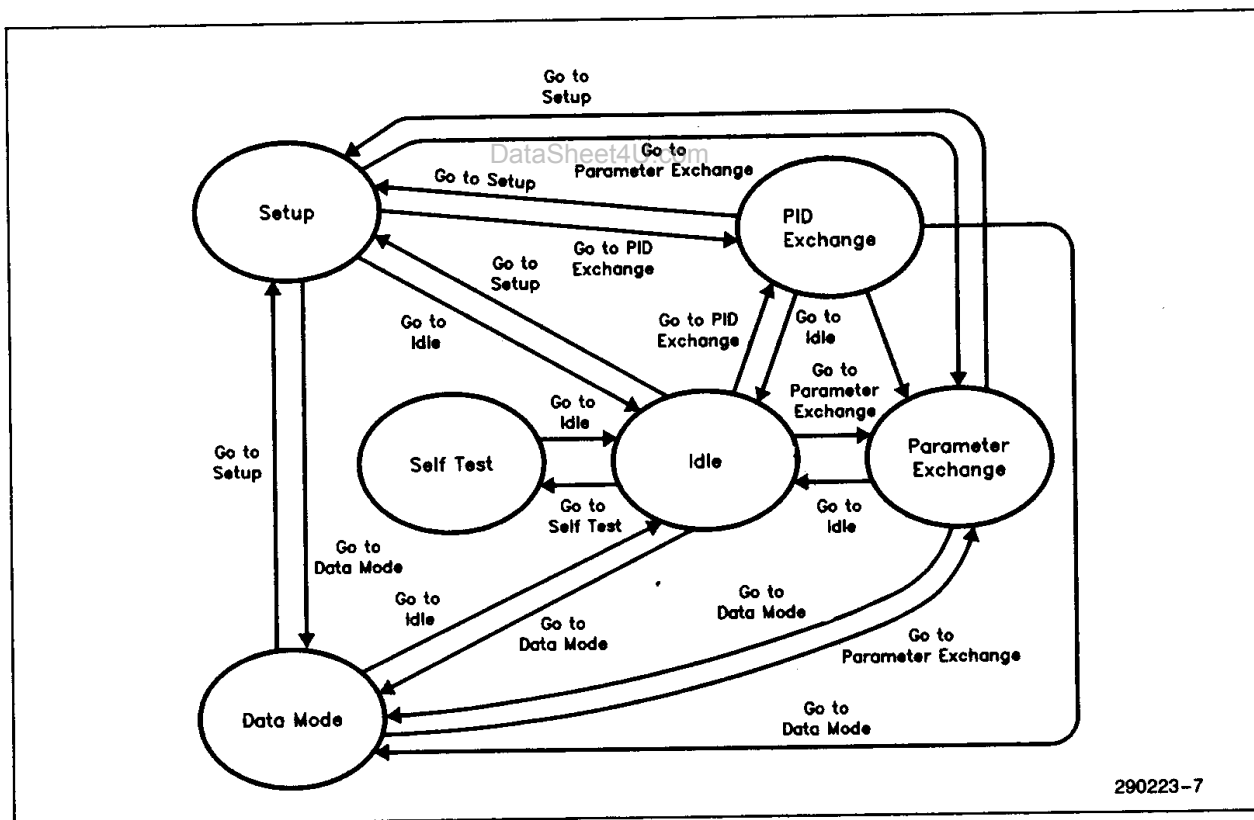 Go to
Setup
DataSheet4U.com
Go to
Parameter Exchange
Go to Setup
Setup
PID
Exchange
Go to PID
Exchange
Go to
Setup
Go to
Idle
Go to PID
Exchange
Go to
Idle
Go to
Parameter
Exchange
Go to
Idle
Go to
Setup
Self Test
Idle
Parameter
Exchange
Go to
Self Test
Go to
Idle
Go to
Data Mode
Go to
Idle
Go to
Data Mode
Go to
Data Mode
Go to
Parameter Exchange
Data Mode
Go to
Data Mode
290223-7